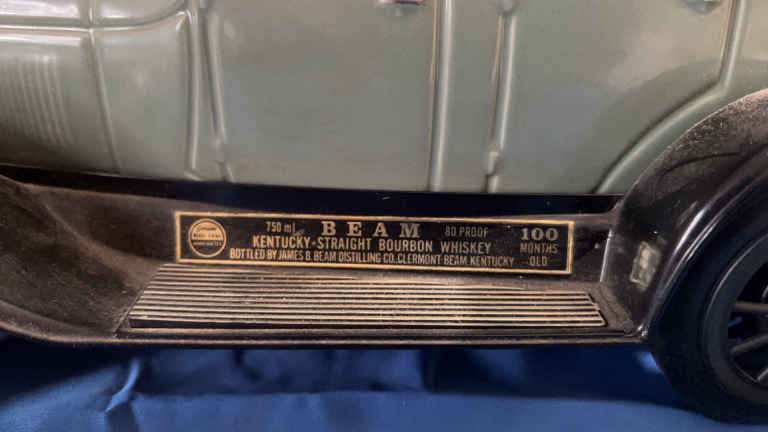 750 ml BEAM 80 PROOF
KENTUCKY-STRAIGHT BOURBON WHISKEY
BOTTLED BY JAMES B. BEAM DISTILLING CO., CLERMONT BEAM, KENTUCKY
100
MONTHS
OLD